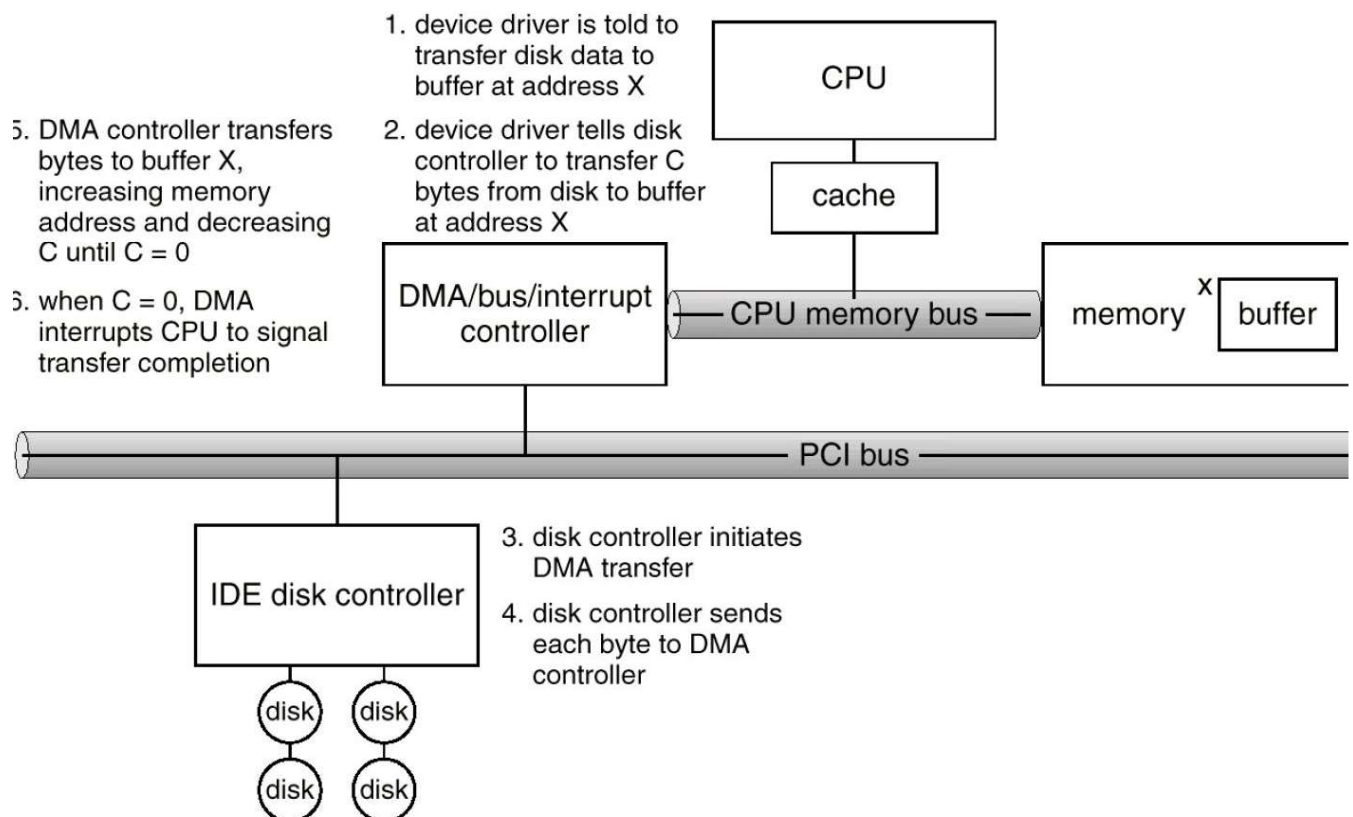 1. device driver is told to
transfer disk data to
buffer at address X
2. device driver tells disk
controller to transfer C
bytes from disk to buffer
at address X
5. DMA controller transfers
bytes to buffer X,
increasing memory
address and decreasing
C until C = 0
6. when C = 0, DMA
interrupts CPU to signal
transfer completion
CPU
cache
DMA/bus/interrupt
controller
CPU memory bus
memory
x
buffer
PCI bus
IDE disk controller
3. disk controller initiates
DMA transfer
4. disk controller sends
each byte to DMA
controller
disk
disk
disk
disk